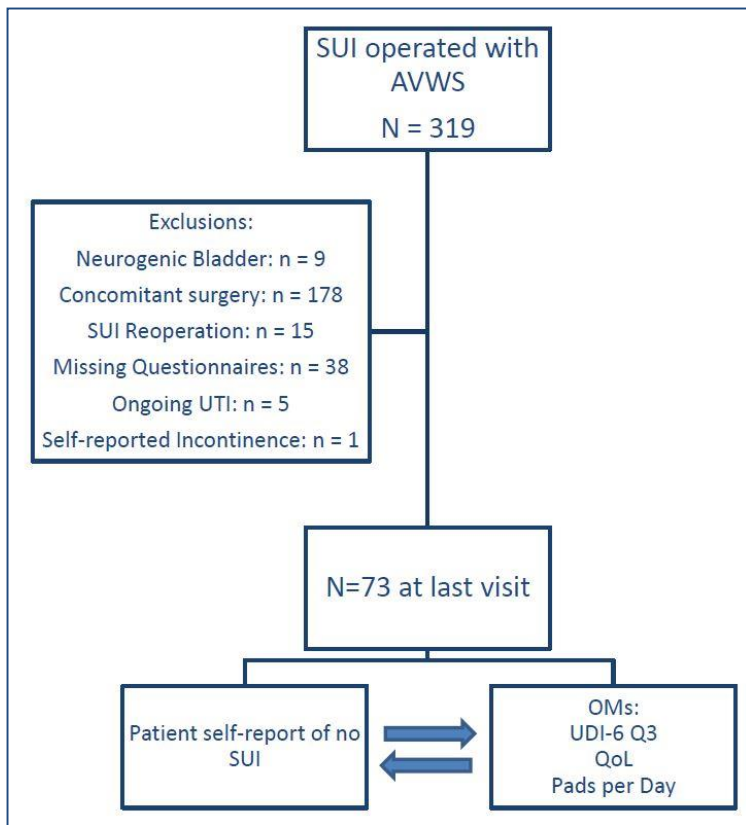 SUI operated with
AVWS
N = 319
Exclusions:
Neurogenic Bladder: n = 9
Concomitant surgery: n = 178
SUI Reoperation: n = 15
Missing Questionnaires: n = 38
Ongoing UTI: n = 5
Self-reported Incontinence: n = 1
N=73 at last visit
Patient self-report of no
SUI
OMs:
UDI-6 Q3
QoL
Pads per Day